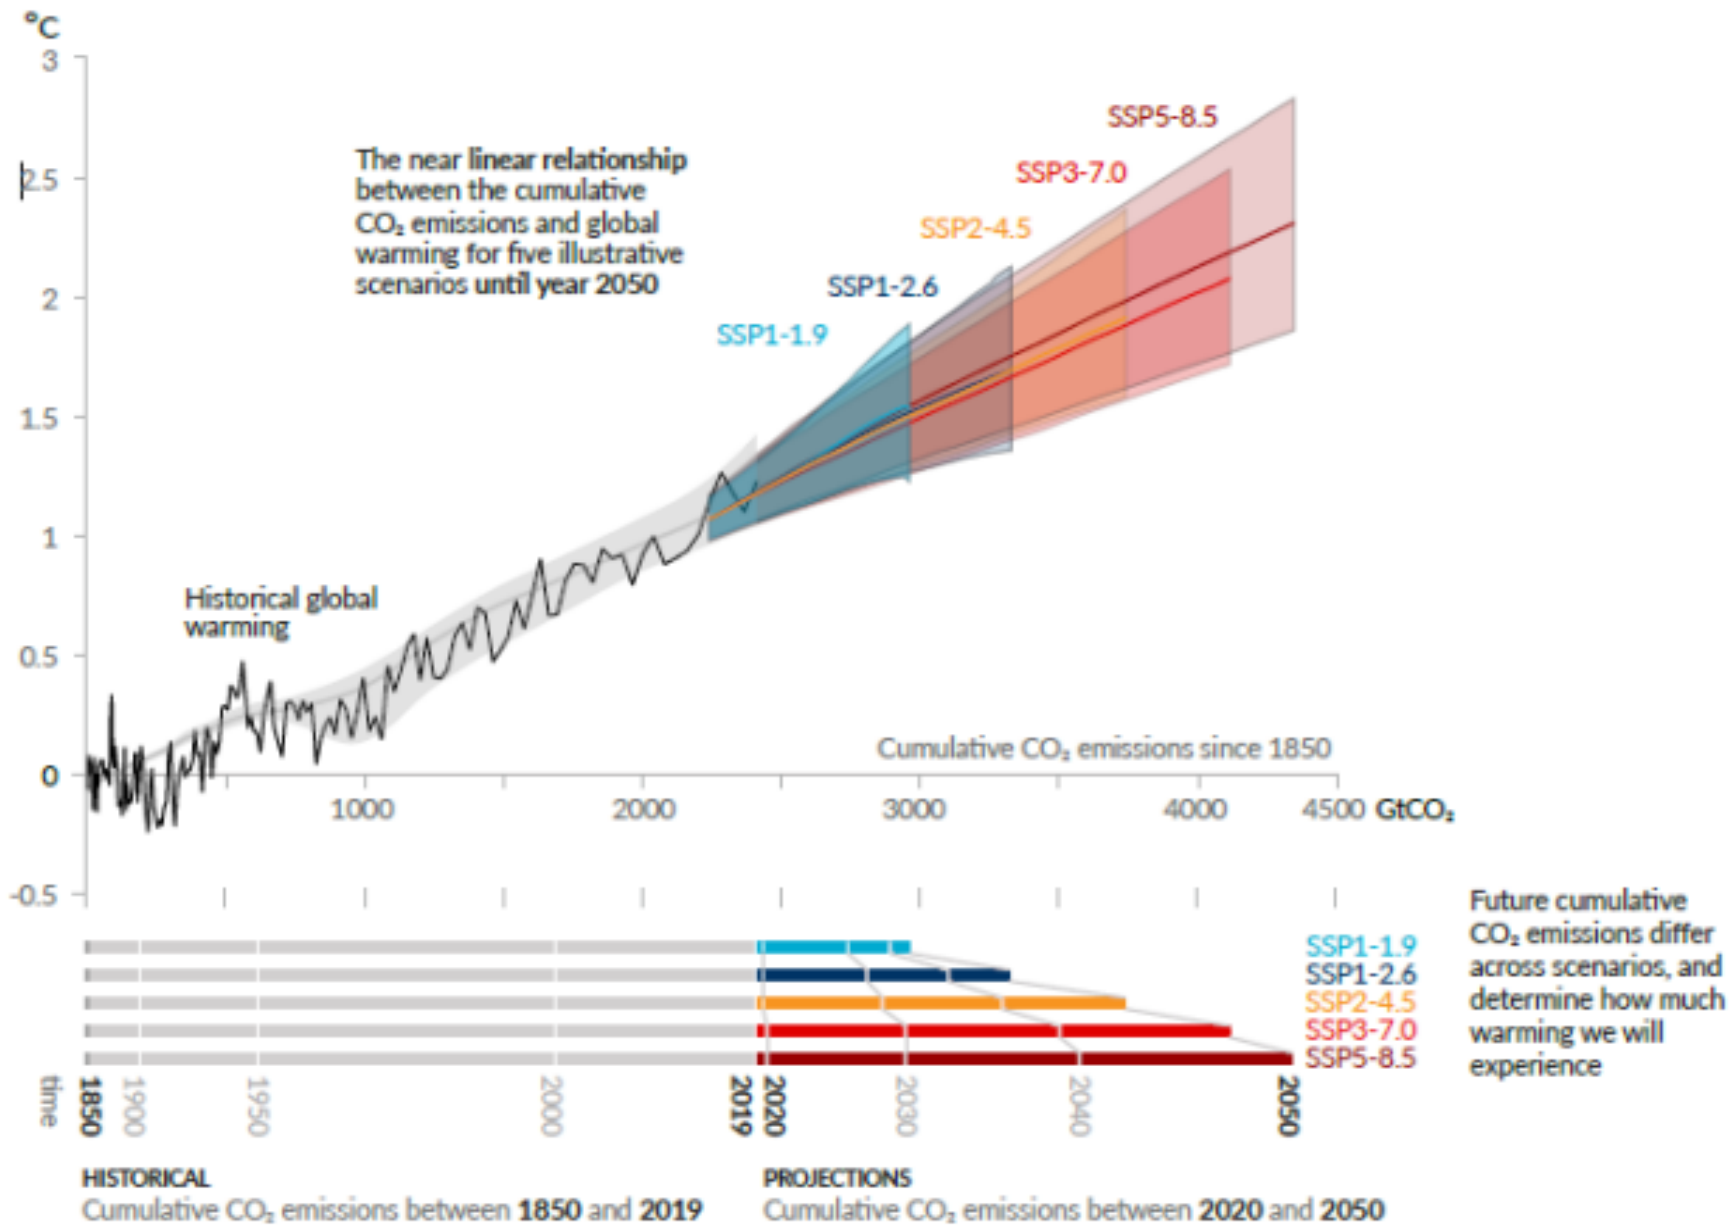 °C
3
2.5
2
1.5
1
0.5
0
-0.5
The near linear relationship
between the cumulative
CO₂ emissions and global
warming for five illustrative
scenarios until year 2050
SSP5-8.5
SSP3-7.0
SSP2-4.5
SSP1-2.6
SSP1-1.9
Historical global
warming
Cumulative CO₂ emissions since 1850
1000
2000
3000
4000
4500 GtCO₂
SSP1-1.9
SSP1-2.6
SSP2-4.5
SSP3-7.0
SSP5-8.5
Future cumulative
CO₂ emissions differ
across scenarios, and
determine how much
warming we will
experience
time
1850
1900
1950
2000
2019
2020
2030
2040
2050
HISTORICAL
Cumulative CO₂ emissions between 1850 and 2019
PROJECTIONS
Cumulative CO₂ emissions between 2020 and 2050